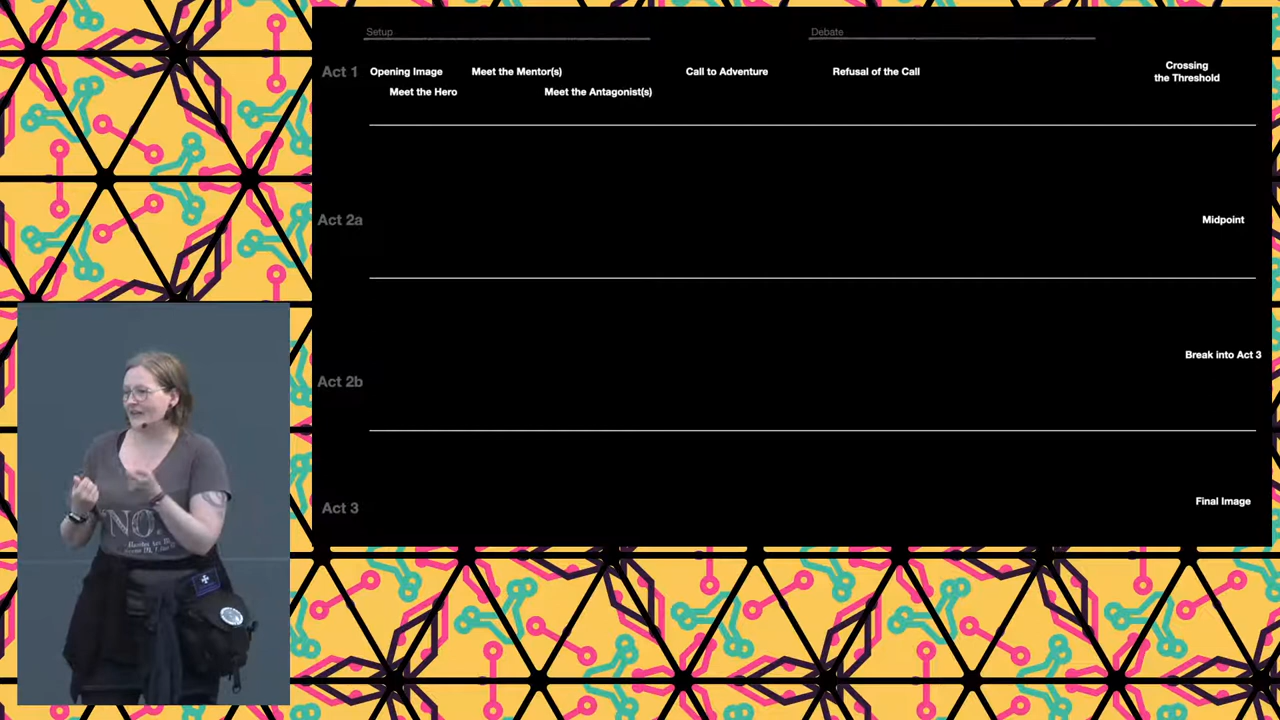 Setup
Debate
Act 1
Opening Image
Meet the Mentor(s)
Call to Adventure
Refusal of the Call
Crossing
the Threshold
Meet the Hero
Meet the Antagonist(s)
Act 2a
Midpoint
Act 2b
Break into Act 3
Act 3
Final Image
"NO.